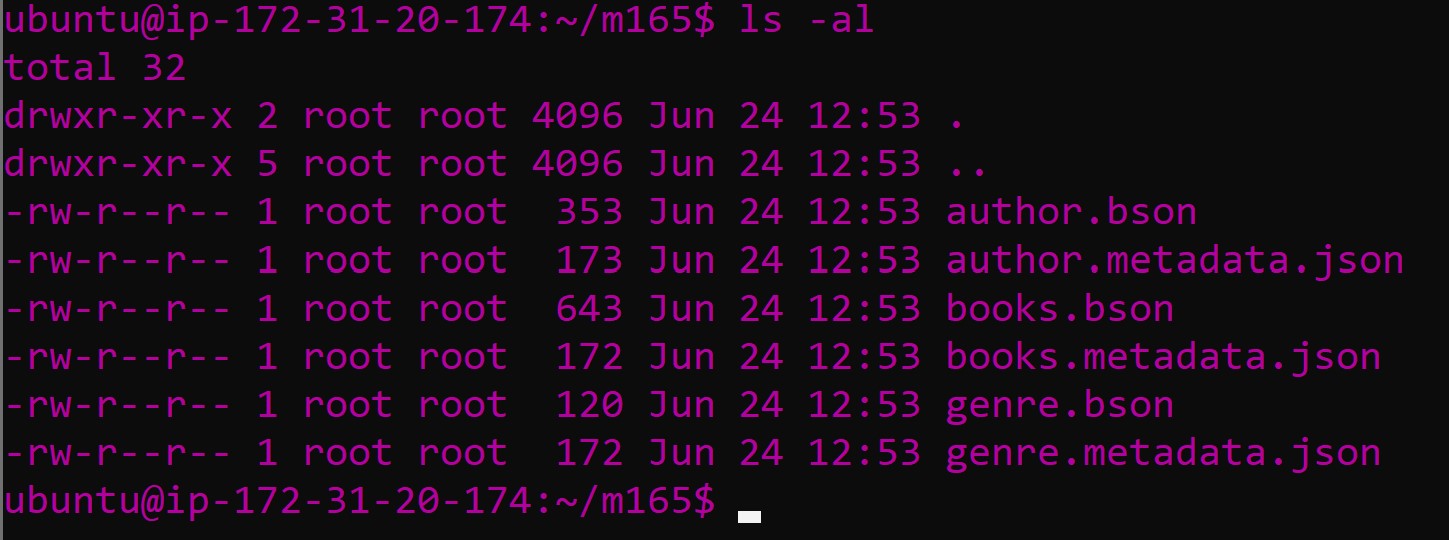 ubuntu@ip-172-31-20-174:~/m165$ ls -al
total 32
drwxr-xr-x 2 root root 4096 Jun 24 12:53 .
drwxr-xr-x 5 root root 4096 Jun 24 12:53 ..
-rw-r--r-- 1 root root  353 Jun 24 12:53 author.bson
-rw-r--r-- 1 root root  173 Jun 24 12:53 author.metadata.json
-rw-r--r-- 1 root root  643 Jun 24 12:53 books.bson
-rw-r--r-- 1 root root  172 Jun 24 12:53 books.metadata.json
-rw-r--r-- 1 root root  120 Jun 24 12:53 genre.bson
-rw-r--r-- 1 root root  172 Jun 24 12:53 genre.metadata.json
ubuntu@ip-172-31-20-174:~/m165$